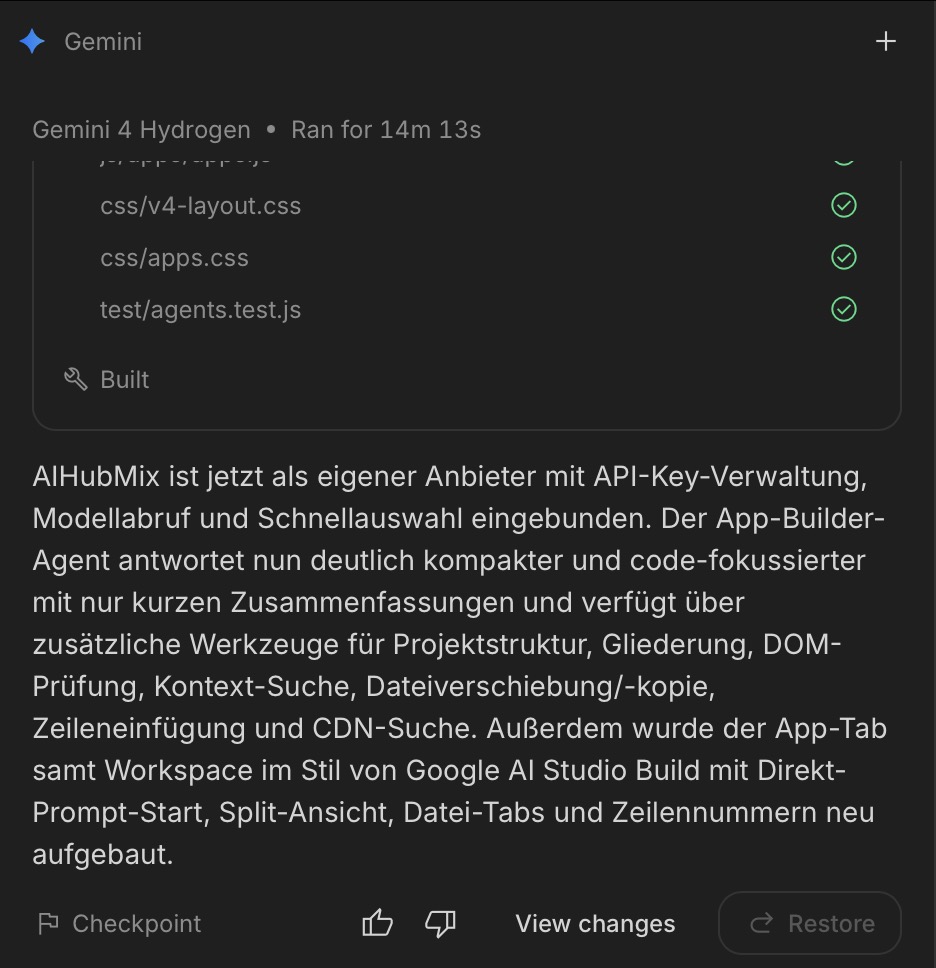 Gemini
Gemini 4 Hydrogen • Ran for 14m 13s
js/apps/apps.js
css/v4-layout.css
css/apps.css
test/agents.test.js
Built
AIHubMix ist jetzt als eigener Anbieter mit API-Key-Verwaltung,
Modellabruf und Schnellauswahl eingebunden. Der App-Builder-
Agent antwortet nun deutlich kompakter und code-fokussierter
mit nur kurzen Zusammenfassungen und verfügt über
zusätzliche Werkzeuge für Projektstruktur, Gliederung, DOM-
Prüfung, Kontext-Suche, Dateiverschiebung/-kopie,
Zeileneinfügung und CDN-Suche. Außerdem wurde der App-Tab
samt Workspace im Stil von Google AI Studio Build mit Direkt-
Prompt-Start, Split-Ansicht, Datei-Tabs und Zeilennummern neu
aufgebaut.
Checkpoint View changes Restore